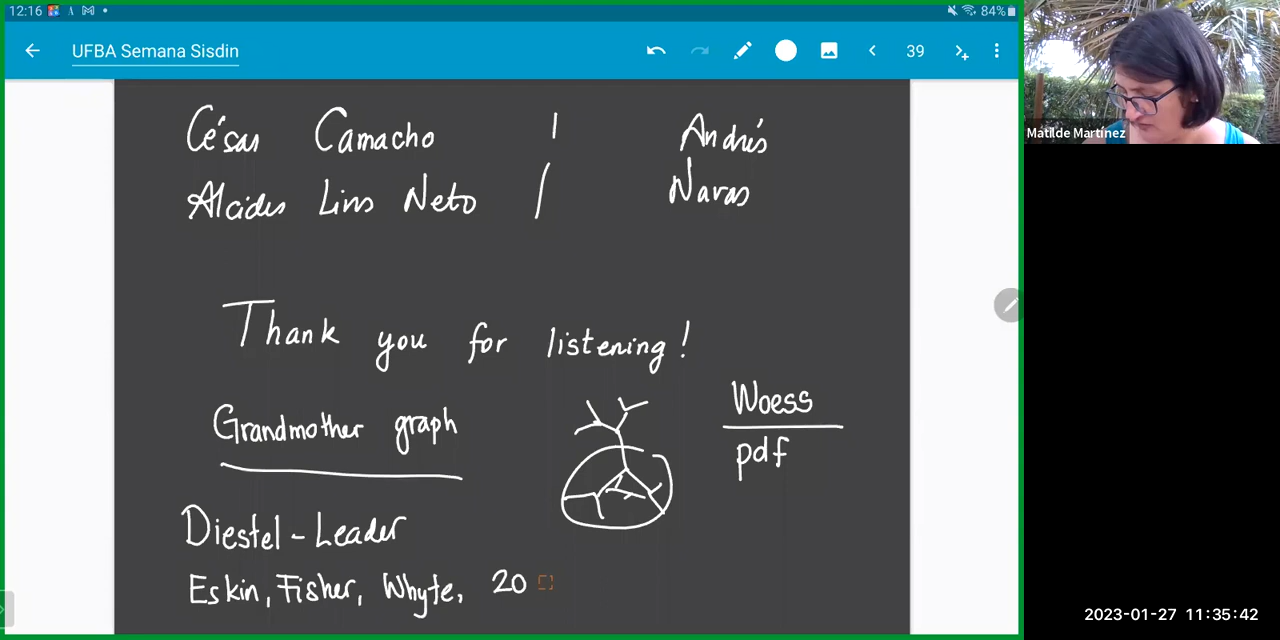 12:16
84%
UFBA Semana Sisdin
39
César Camacho | Andrés
Alcides Lins Neto / Navas
Thank you for listening!
Grandmother graph
Woess
pdf
Diestel-Leader
Eskin, Fisher, Whyte, 20
Matilde Martínez
2023-01-27 11:35:42